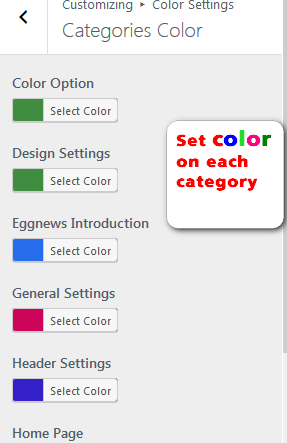 Customizing ▸ Color Settings
Categories Color
Color Option
Select Color
Design Settings
Select Color
Set color
on each
category
Eggnews Introduction
Select Color
General Settings
Select Color
Header Settings
Select Color
Home Page